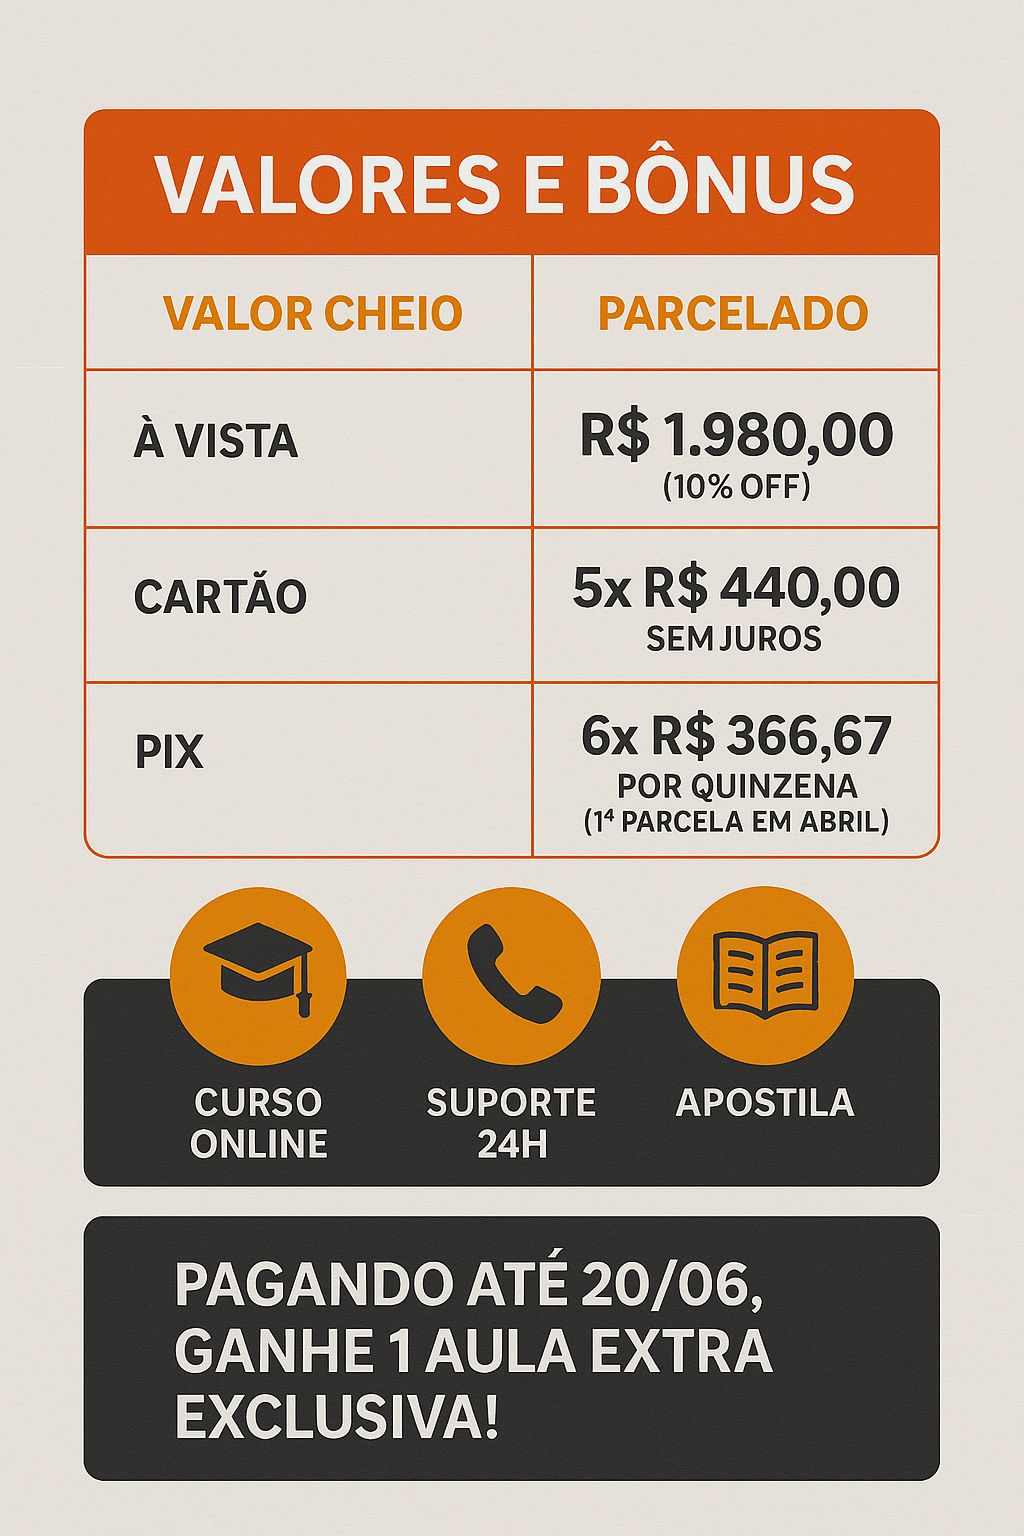 VALORES E BÔNUS
VALOR CHEIO
PARCELADO
À VISTA
R$ 1.980,00
(10% OFF)
CARTĂO
5x R$ 440,00
SEM JUROS
PIX
6x R$ 366,67
POR QUINZENA
(1⁴ PARCELA EM ABRIL)
CURSO
ONLINE
SUPORTE
24H
APOSTILA
PAGANDO ATÉ 20/06,
GANHE 1 AULA EXTRA
EXCLUSIVA!